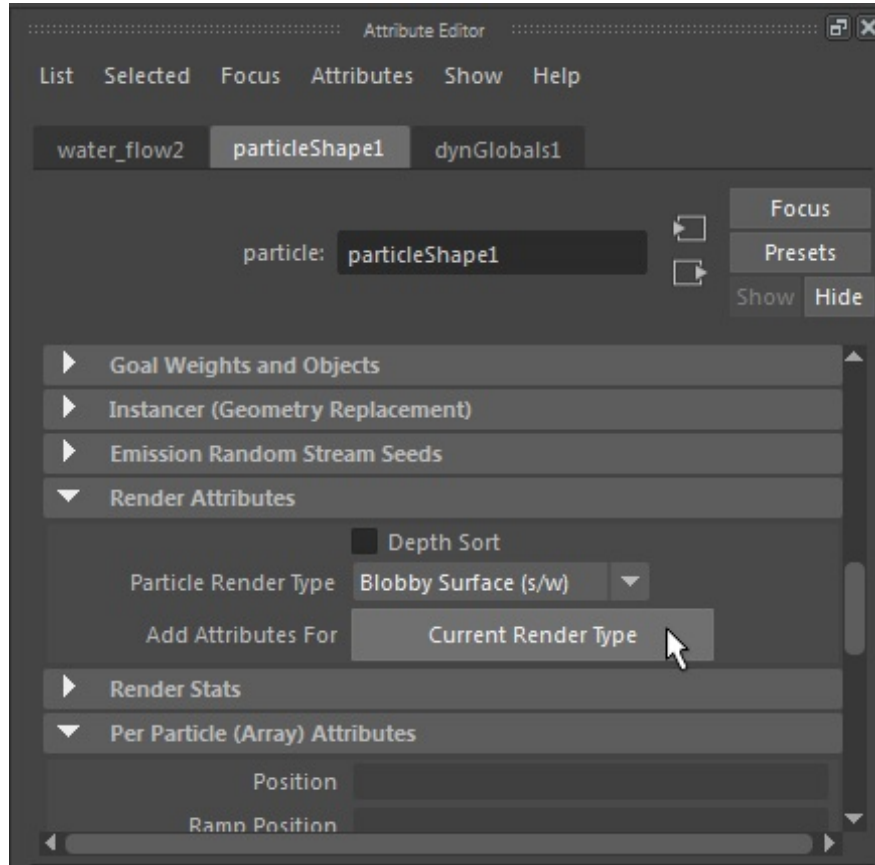 Attribute Editor
List Selected Focus Attributes Show Help
water_flow2 particleShape1 dynGlobals1
Focus
particle: particleShape1
Presets
Show Hide
Goal Weights and Objects
Instancer (Geometry Replacement)
Emission Random Stream Seeds
Render Attributes
Depth Sort
Particle Render Type Blobby Surface (s/w)
Add Attributes For Current Render Type
Render Stats
Per Particle (Array) Attributes
Position
Ramp Position